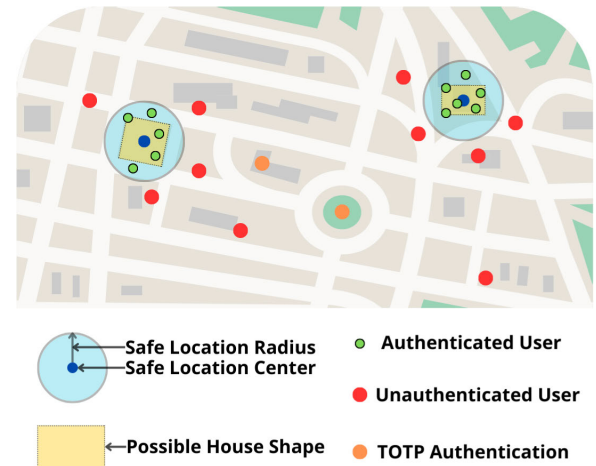 Safe Location Radius
Safe Location Center
Possible House Shape
Authenticated User
Unauthenticated User
TOTP Authentication